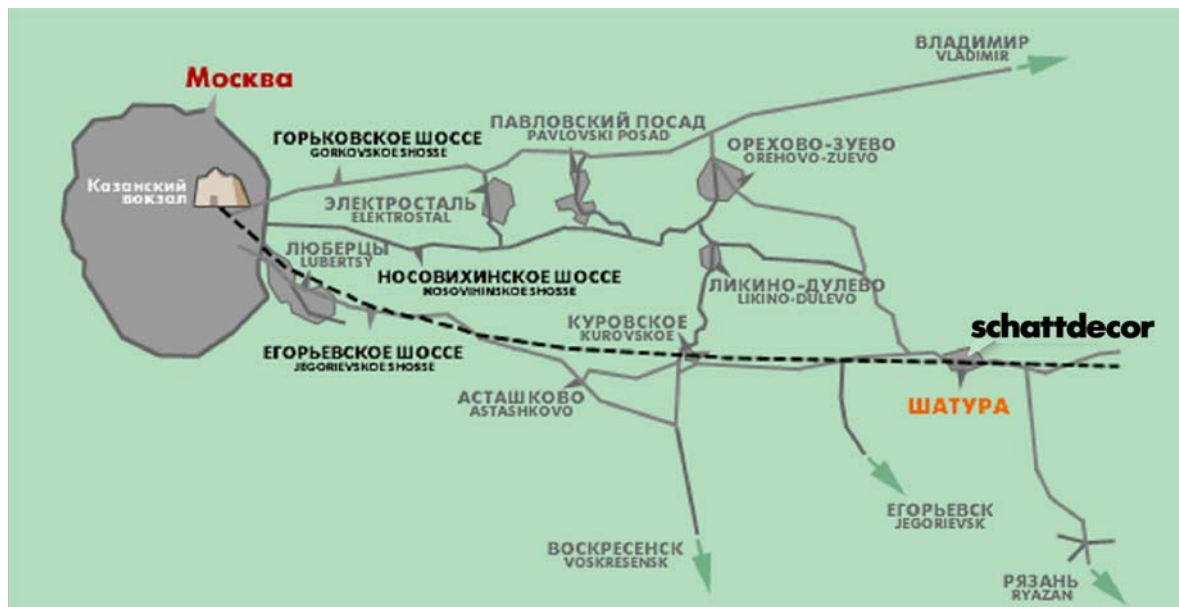 ВЛАДИМИР
VLADIMIR
Москва
ПАВЛОВСКИЙ ПОСАД
PAVLOVSKI POSAD
ГОРЬКОВСКОЕ ШОССЕ
GORKOVSKOE SHOSSE
ОРЕХОВО-ЗУЕВО
OREHOVO-ZUEVO
Казанский
вокзал
ЭЛЕКТРОСТАЛЬ
ELEKTROSTAL
ЛЮБЕРЦЫ
LUBERTSY
НОСОВИХИНСКОЕ ШОССЕ
NOSOVIHINSKOE SHOSSE
ЛИКИНО-ДУЛЕВО
LIKINO-DULEVO
КУРОВСКОЕ
KUROVSKOE
schattdecor
ЕГОРЬЕВСКОЕ ШОССЕ
JEGORIEVSKOE SHOSSE
АСТАШКОВО
ASTASHKOVO
ШАТУРА
ЕГОРЬЕВСК
JEGORIEVSK
ВОСКРЕСЕНСК
VOSKRESENSK
РЯЗАНЬ
RYAZAN